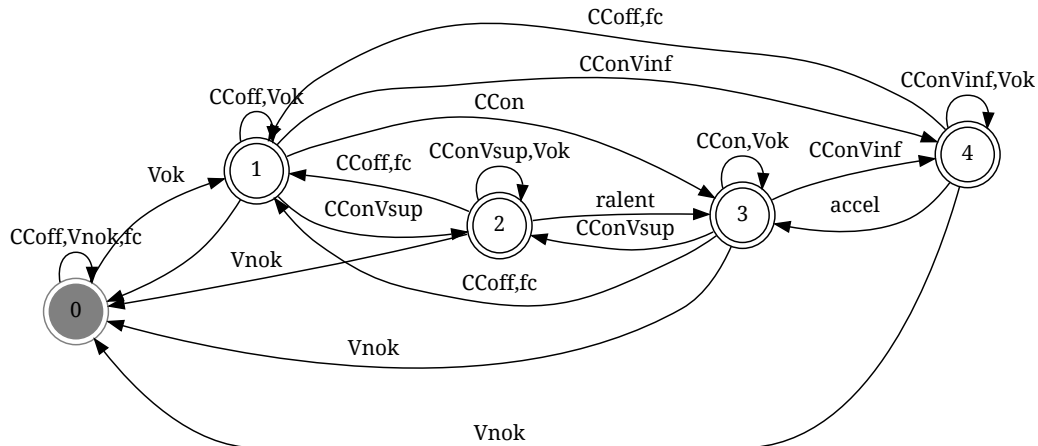 CCoff,fc
CConVinf
CConVinf,Vok
CCoff,Vok
CCon
CCon,Vok
CConVinf
4
CCoff,fc
CConVsup,Vok
1
Vok
CConVsup
ralent
accel
3
2
CConVsup
CCoff,Vnok,fc
Vnok
CCoff,fc
0
Vnok
Vnok